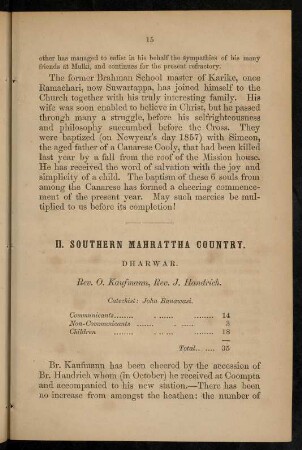 15
other has managed to enlist in his behalf the sympathies of his many
friends at Mulki, and continues for the present refractory.
The former Brahman School master of Karike, once
Ramachari, now Suwartappa, has joined himself to the
Church together with his truly interesting family. His
wife was soon enabled to believe in Christ, but he passed
through many a struggle, before his selfrighteousness
and philosophy succumbed before the Cross. They
were baptized (on Newyear's day 1857) with Simeon,
the aged father of a Canarese Cooly, that had been killed
last year by a fall from the roof of the Mission house.
He has received the word of salvation with the joy and
simplicity of a child. The baptism of these 6 souls from
among the Canarese has formed a cheering commence-
ment of the present year. May such mercies be multi-
plied to us before its completion!
II. SOUTHERN MAHRATTHA COUNTRY.
DHARWAR.
Rev. O. Kaufmann, Rev. J. Handrich.
Catechist: John
Communicants........ . ...... ....... 14
Non-Communicants ...... ...... ....... 3
Children ........ ...... ....... 18
Total....... 35
Br. Kaufmann has been cheered by the accession of
Br. Handrich whom (in October) he received at Coompta
and accompanied to his new station.—There has been
no increase from amongst the heathen: the number of